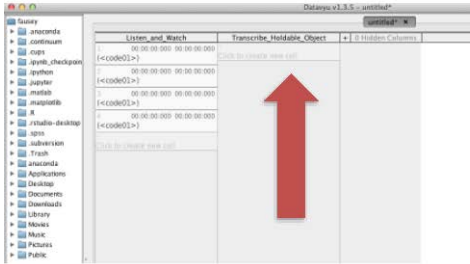 Datavyu v1.3.5 - untitled*
untitled* ×
fausey
.anaconda
.continuum
.cups
.ipynb_checkpoin
.ipython
.jupyter
.matlab
.matplotlib
.R
.rstudio-desktop
.spss
.subversion
.Trash
anaconda
Applications
Desktop
Documents
Downloads
Library
Movies
Music
Pictures
Public
Listen_and_Watch
Transcribe_Holdable_Object
+ 0 Hidden Columns
1 00:00:00:000 00:00:00:000
(<code01>)
2 00:00:00:000 00:00:00:000
(<code01>)
3 00:00:00:000 00:00:00:000
(<code01>)
4 00:00:00:000 00:00:00:000
(<code01>)
Click to create new cell
Click to create new cell